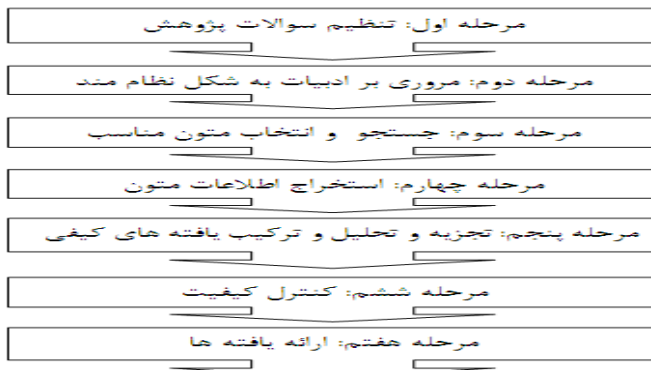 مرحله اول: تنظیم سوالات پژوهش
مرحله دوم: مروری بر ادبیات به شکل نظام مند
مرحله سوم: جستجو و انتخاب متون مناسب
مرحله چهارم: استخراج اطلاعات متون
مرحله پنجم: تجزیه و تحلیل و ترکیب یافته های کیفی
مرحله ششم: کنترل کیفیت
مرحله هفتم: ارائه یافته ها